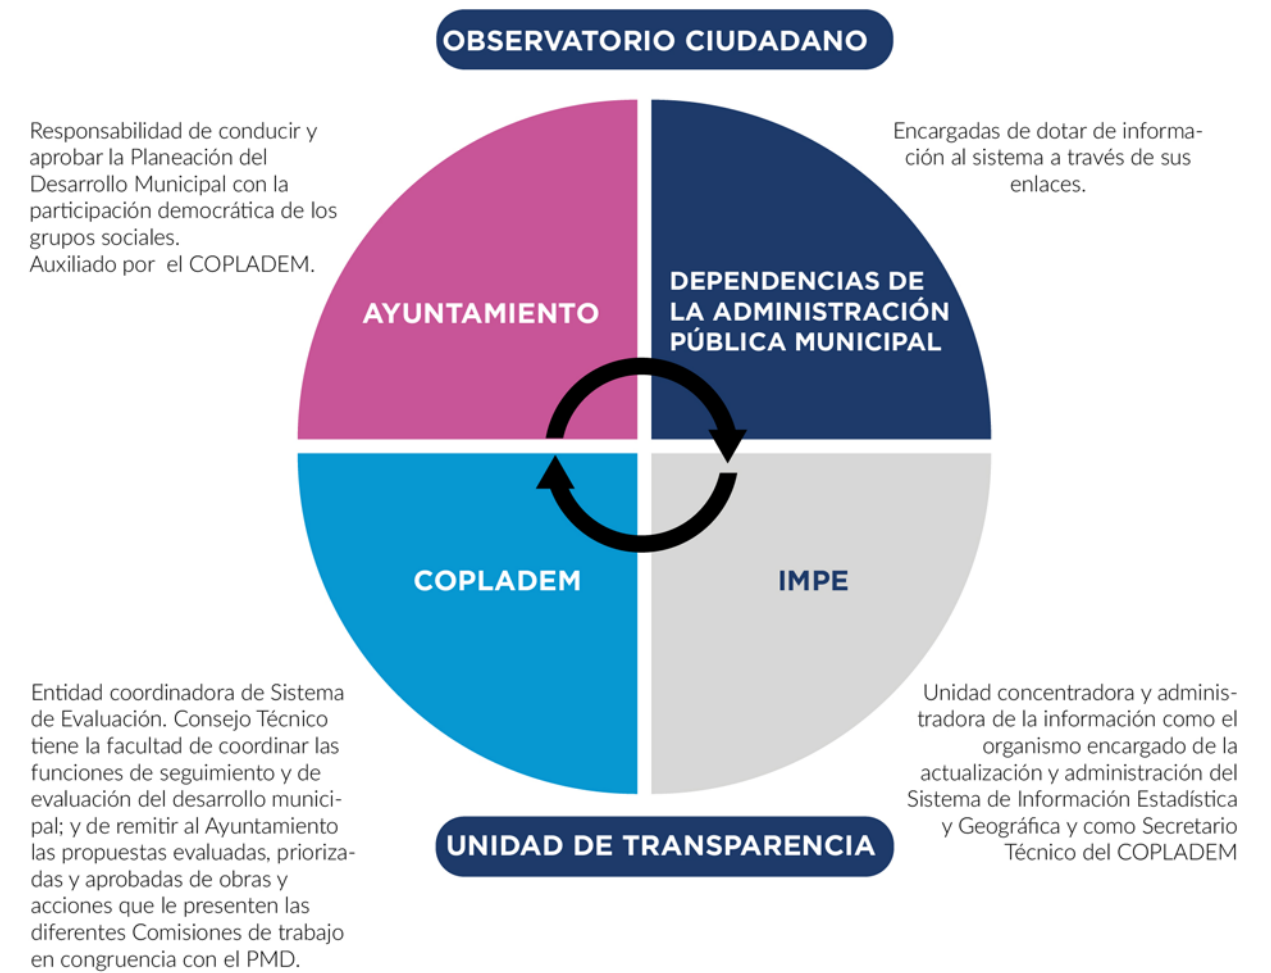 OBSERVATORIO CIUDADANO
Responsabilidad de conducir y
aprobar la Planeación del
Desarrollo Municipal con la
participación democrática de los
grupos sociales.
Auxiliado por el COPLADEM.
Encargadas de dotar de informa-
ción al sistema a través de sus
enlaces.
AYUNTAMIENTO
DEPENDENCIAS DE
LA ADMINISTRACIÓN
PÚBLICA MUNICIPAL
COPLADEM
IMPE
Entidad coordinadora de Sistema
de Evaluación. Consejo Técnico
tiene la facultad de coordinar las
funciones de seguimiento y de
evaluación del desarrollo munici-
pal; y de remitir al Ayuntamiento
las propuestas evaluadas, prioriza-
das y aprobadas de obras y
acciones que le presenten las
diferentes Comisiones de trabajo
en congruencia con el PMD.
Unidad concentradora y adminis-
tradora de la información como el
organismo encargado de la
actualización y administración del
Sistema de Información Estadística
y Geográfica y como Secretario
Técnico del COPLADEM
UNIDAD DE TRANSPARENCIA